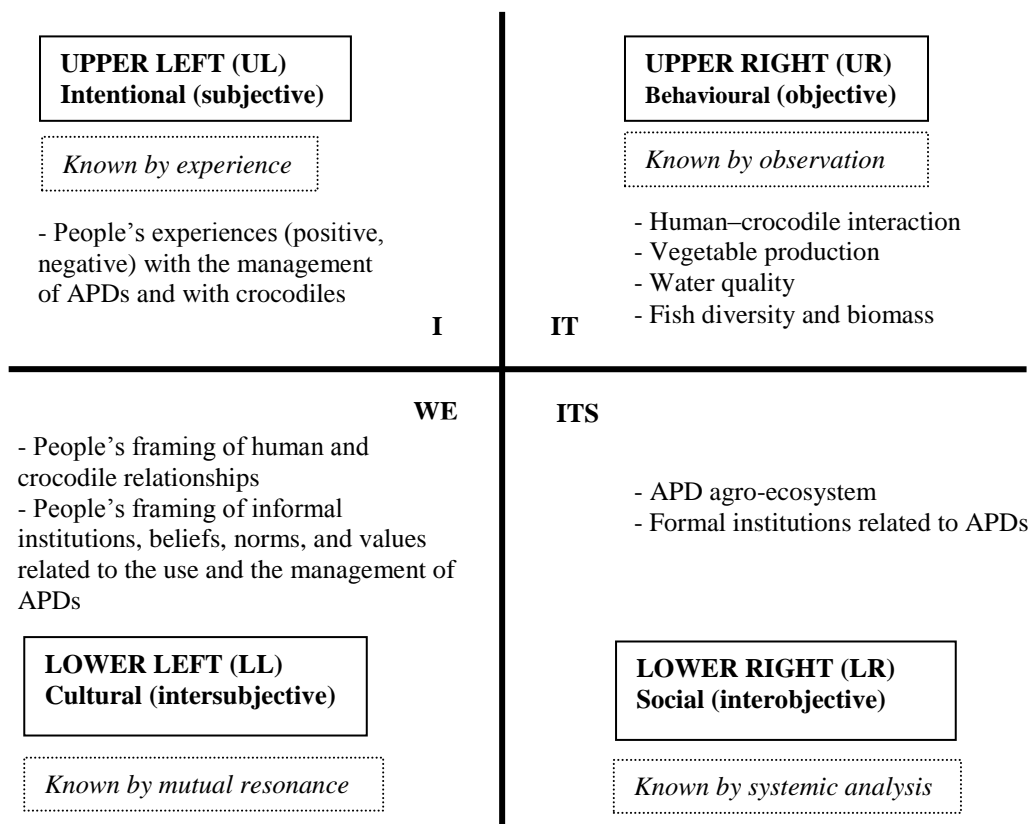 UPPER LEFT (UL)
Intentional (subjective)
Known by experience
- People’s experiences (positive,
negative) with the management
of APDs and with crocodiles
I
UPPER RIGHT (UR)
Behavioural (objective)
Known by observation
- Human–crocodile interaction
- Vegetable production
- Water quality
- Fish diversity and biomass
IT
WE
- People’s framing of human and
crocodile relationships
- People’s framing of informal
institutions, beliefs, norms, and values
related to the use and the management of
APDs
LOWER LEFT (LL)
Cultural (intersubjective)
Known by mutual resonance
ITS
- APD agro-ecosystem
- Formal institutions related to APDs
LOWER RIGHT (LR)
Social (interobjective)
Known by systemic analysis